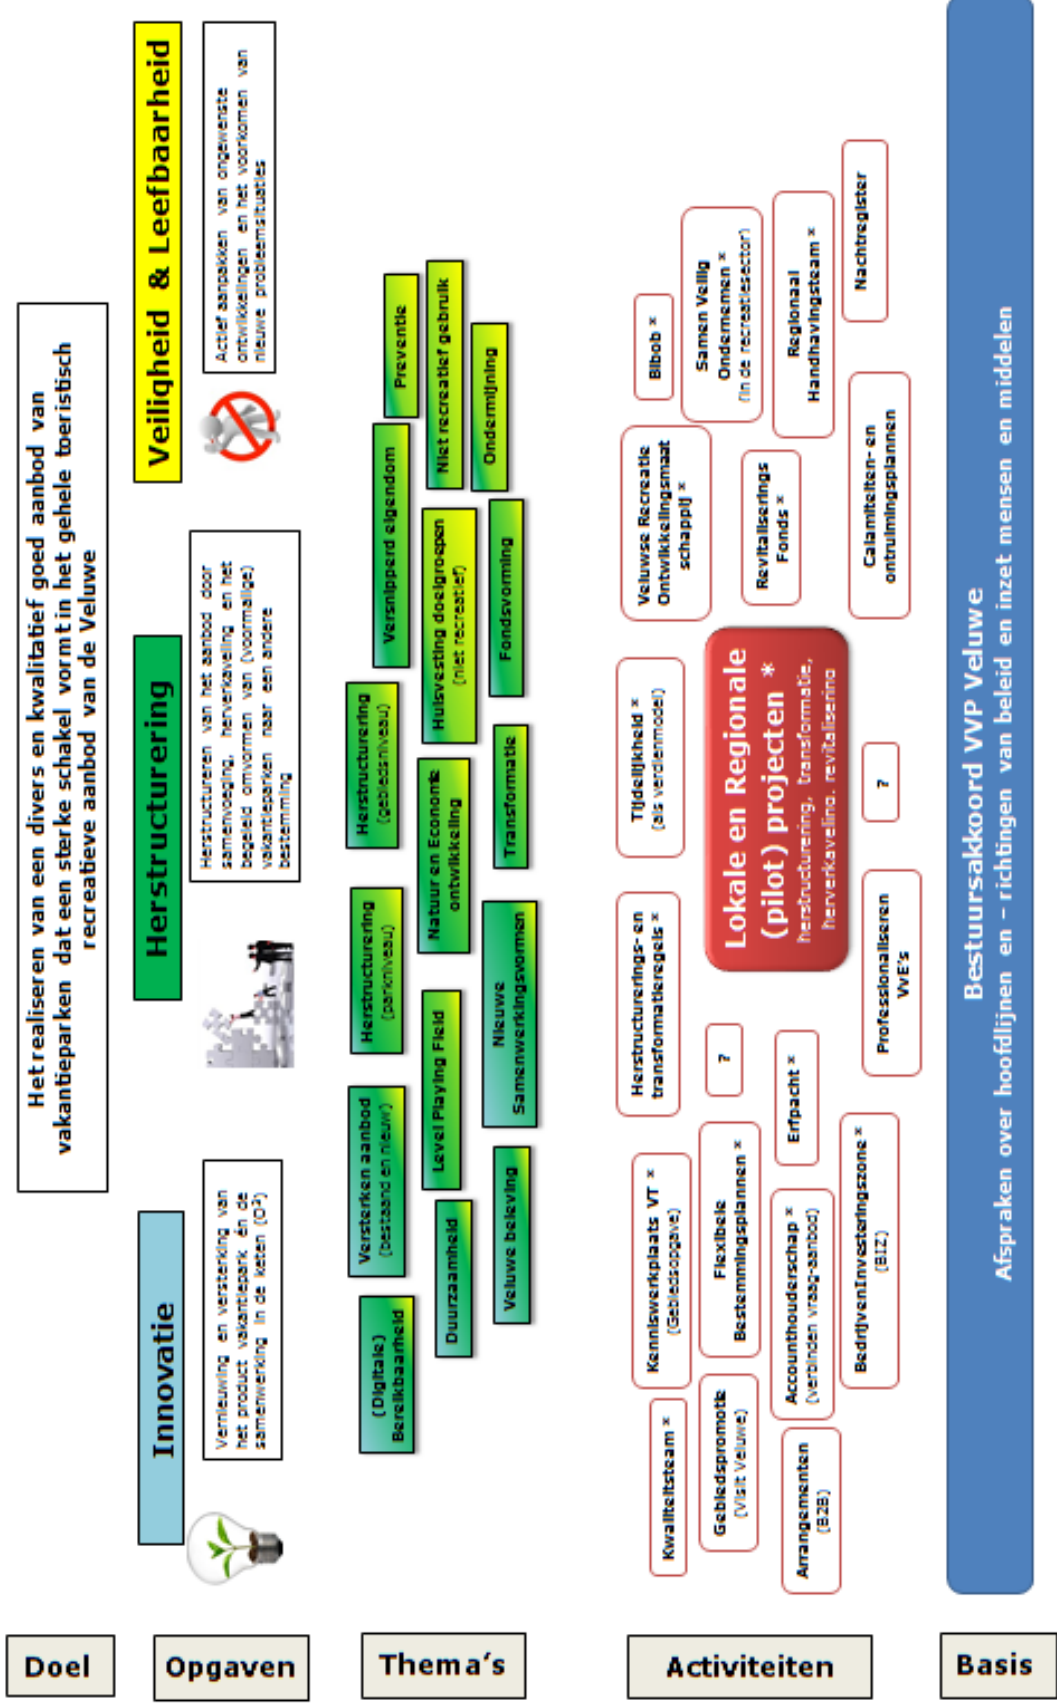 Doel
Het realiseren van een divers en kwalitatief goed aanbod van
vakantieparken dat een sterke schakel vormt in het gehele toeristisch
recreatieve aanbod van de Veluwe
Opgaven
Innovatie
Vernieuwing en versterking van
het product vakantiepark én de
samenwerking in de keten (O²)
Herstructurering
Herstructureren van het aanbod door
samenvoeging, herverkaveling en het
begeleid omvormen van (voormalige)
vakantieparken naar een andere
bestemming
Veiligheid & Leefbaarheid
Actief aanpakken van ongewenste
ontwikkelingen en het voorkomen van
nieuwe probleemsituaties
Thema's
(Digitale)
Bereikbaarheid
Versterken aanbod
(bestaand en nieuw)
Herstructurering
(parkniveau)
Herstructurering
(gebiedsniveau)
Versnipperd eigendom
Preventie
Duurzaamheid
Level Playing Field
Natuur en Economie
ontwikkeling
Huisvesting doelgroepen
(niet recreatief)
Niet recreatief gebruik
Veluwe beleving
Nieuwe
Samenwerkingsvormen
Transformatie
Fondsvorming
Ondermijning
Activiteiten
Kwaliteitsteam *
Kenniswerkplaats VT *
(Gebiedsopgave)
Herstructurerings- en
transformatieregels *
Tijdelijkheid *
(als verdienmodel)
Veluwse Recreatie
Ontwikkelingsmaat
schappij *
Bibob *
Gebiedspromotie
(Visit Veluwe)
Flexibele
Bestemmingsplannen *
?
Lokale en Regionale
(pilot) projecten *
herstructurering, transformatie,
herverkaveling, revitalisering
Revitaliserings
Fonds *
Samen Veilig
Ondernemen *
(in de recreatiesector)
Arrangementen
(B2B)
Accounthouderschap *
(verbinden vraag-aanbod)
Erfpacht *
Regionaal
Handhavingsteam *
BedrijvenInvesteringszone *
(BIZ)
Professionaliseren
VvE's
?
Calamiteiten- en
ontruimingsplannen
Nachtregister
Basis
Bestuursakkoord VVP Veluwe
Afspraken over hoofdlijnen en – richtingen van beleid en inzet mensen en middelen